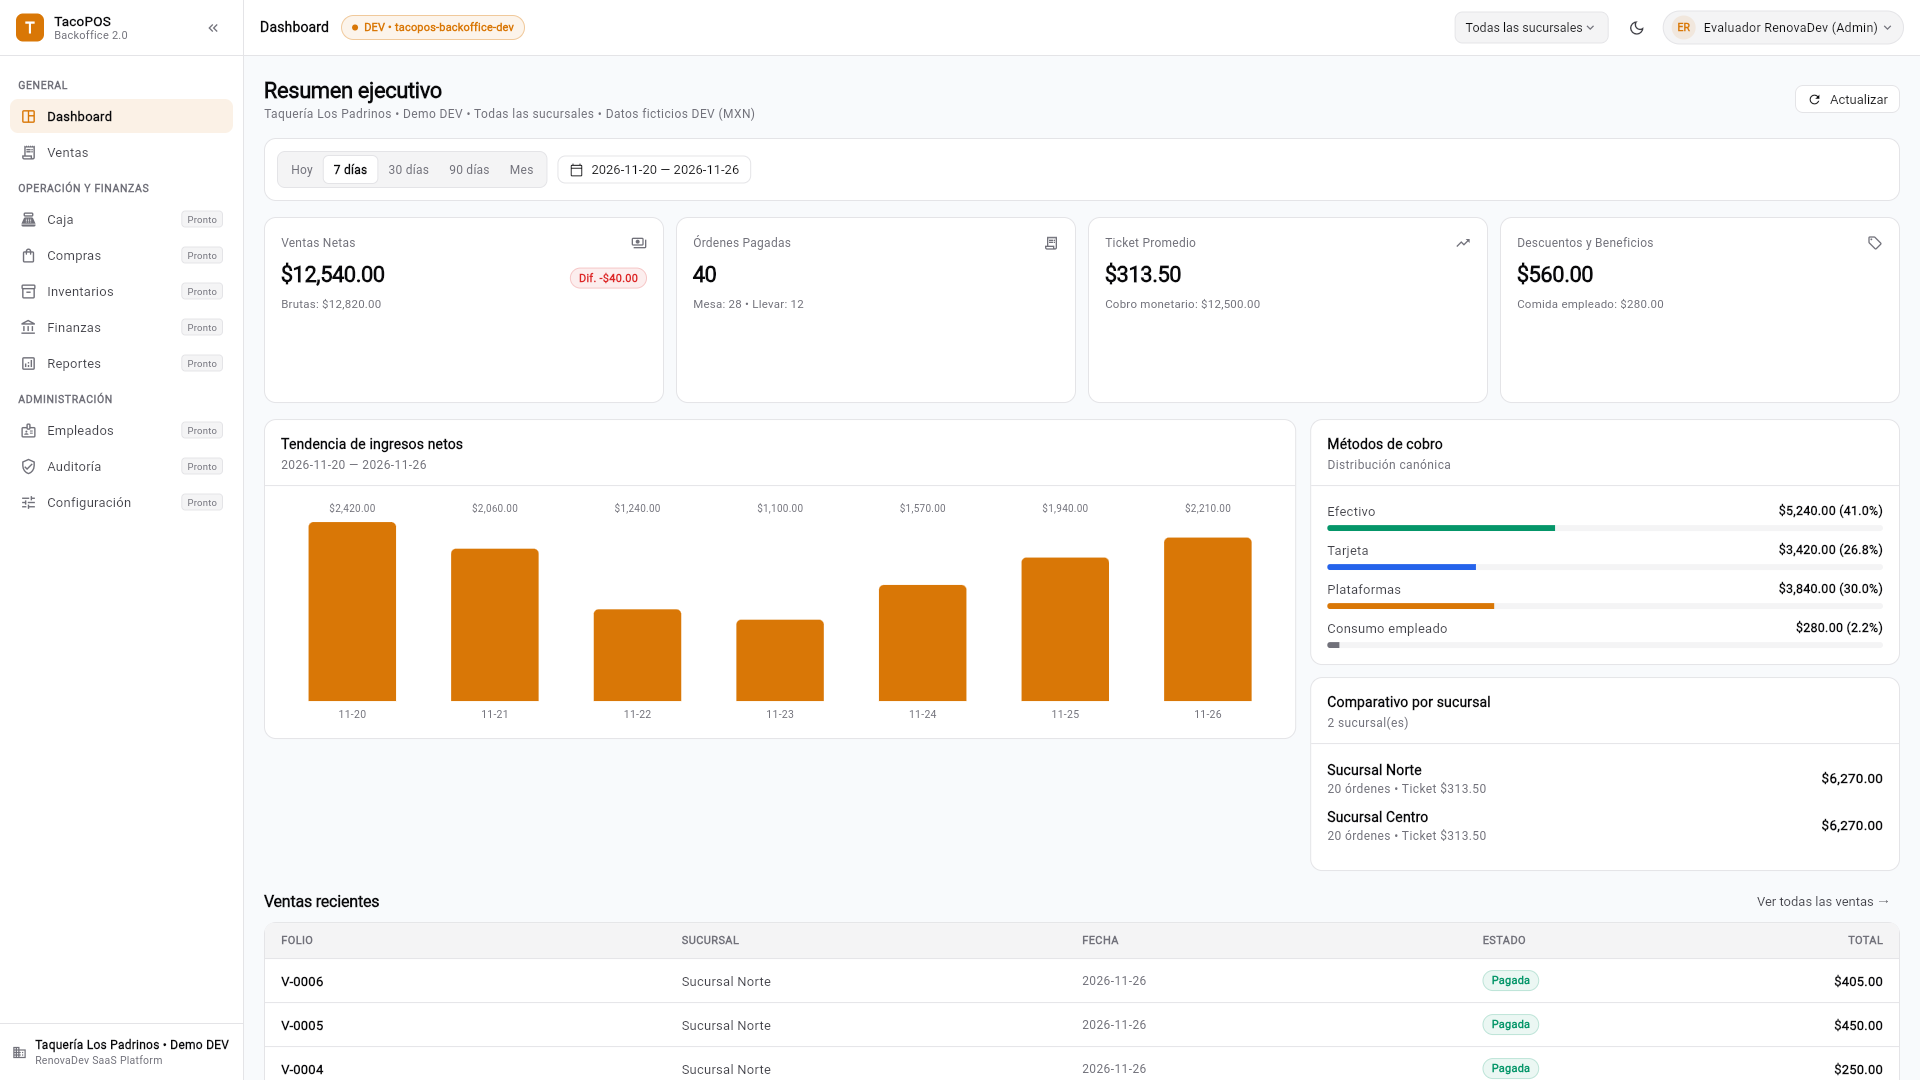 T
TacoPOS
Backoffice 2.0
GENERAL
Dashboard
Ventas
OPERACIÓN Y FINANZAS
Caja Pronto
Compras Pronto
Inventarios Pronto
Finanzas Pronto
Reportes Pronto
ADMINISTRACIÓN
Empleados Pronto
Auditoría Pronto
Configuración Pronto
Taquería Los Padrinos • Demo DEV
RenovaDev SaaS Platform
Dashboard DEV • tacopos-backoffice-dev Todas las sucursales ER Evaluador RenovaDev (Admin)
Resumen ejecutivo
Taquería Los Padrinos • Demo DEV • Todas las sucursales • Datos ficticios DEV (MXN)
Actualizar
Hoy 7 días 30 días 90 días Mes 2026-11-20 — 2026-11-26
Ventas Netas
$12,540.00 Dif. -$40.00
Brutas: $12,820.00
Órdenes Pagadas
40
Mesa: 28 • Llevar: 12
Ticket Promedio
$313.50
Cobro monetario: $12,500.00
Descuentos y Beneficios
$560.00
Comida empleado: $280.00
Tendencia de ingresos netos
2026-11-20 — 2026-11-26
$2,420.00 $2,060.00 $1,240.00 $1,100.00 $1,570.00 $1,940.00 $2,210.00
11-20 11-21 11-22 11-23 11-24 11-25 11-26
Métodos de cobro
Distribución canónica
Efectivo $5,240.00 (41.0%)
Tarjeta $3,420.00 (26.8%)
Plataformas $3,840.00 (30.0%)
Consumo empleado $280.00 (2.2%)
Comparativo por sucursal
2 sucursal(es)
Sucursal Norte
20 órdenes • Ticket $313.50
$6,270.00
Sucursal Centro
20 órdenes • Ticket $313.50
$6,270.00
Ventas recientes Ver todas las ventas →
FOLIO SUCURSAL FECHA ESTADO TOTAL
V-0006 Sucursal Norte 2026-11-26 Pagada $405.00
V-0005 Sucursal Norte 2026-11-26 Pagada $450.00
V-0004 Sucursal Norte 2026-11-26 Pagada $250.00